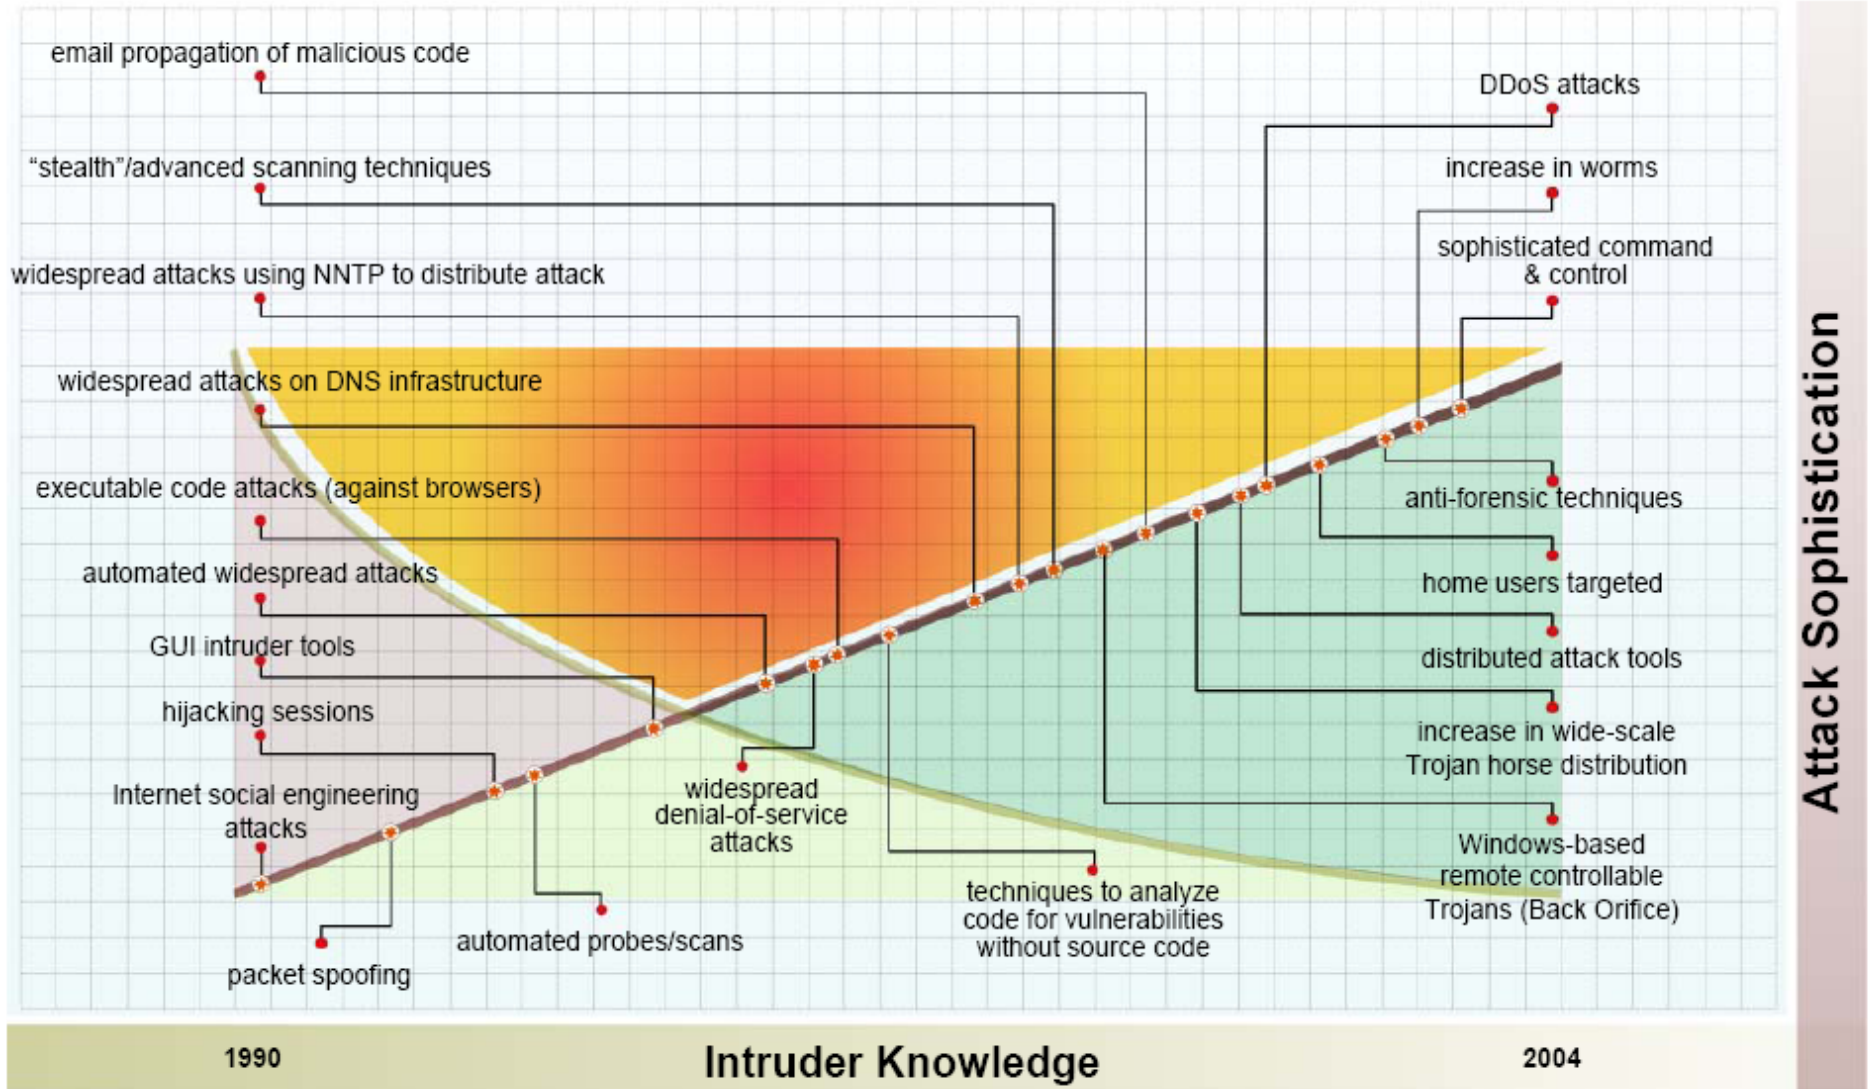 email propagation of malicious code
“stealth”/advanced scanning techniques
widespread attacks using NNTP to distribute attack
widespread attacks on DNS infrastructure
executable code attacks (against browsers)
automated widespread attacks
GUI intruder tools
hijacking sessions
Internet social engineering
attacks
packet spoofing
automated probes/scans
widespread
denial-of-service
attacks
techniques to analyze
code for vulnerabilities
without source code
DDoS attacks
increase in worms
sophisticated command
& control
anti-forensic techniques
home users targeted
distributed attack tools
increase in wide-scale
Trojan horse distribution
Windows-based
remote controllable
Trojans (Back Orifice)
Attack Sophistication
1990
Intruder Knowledge
2004